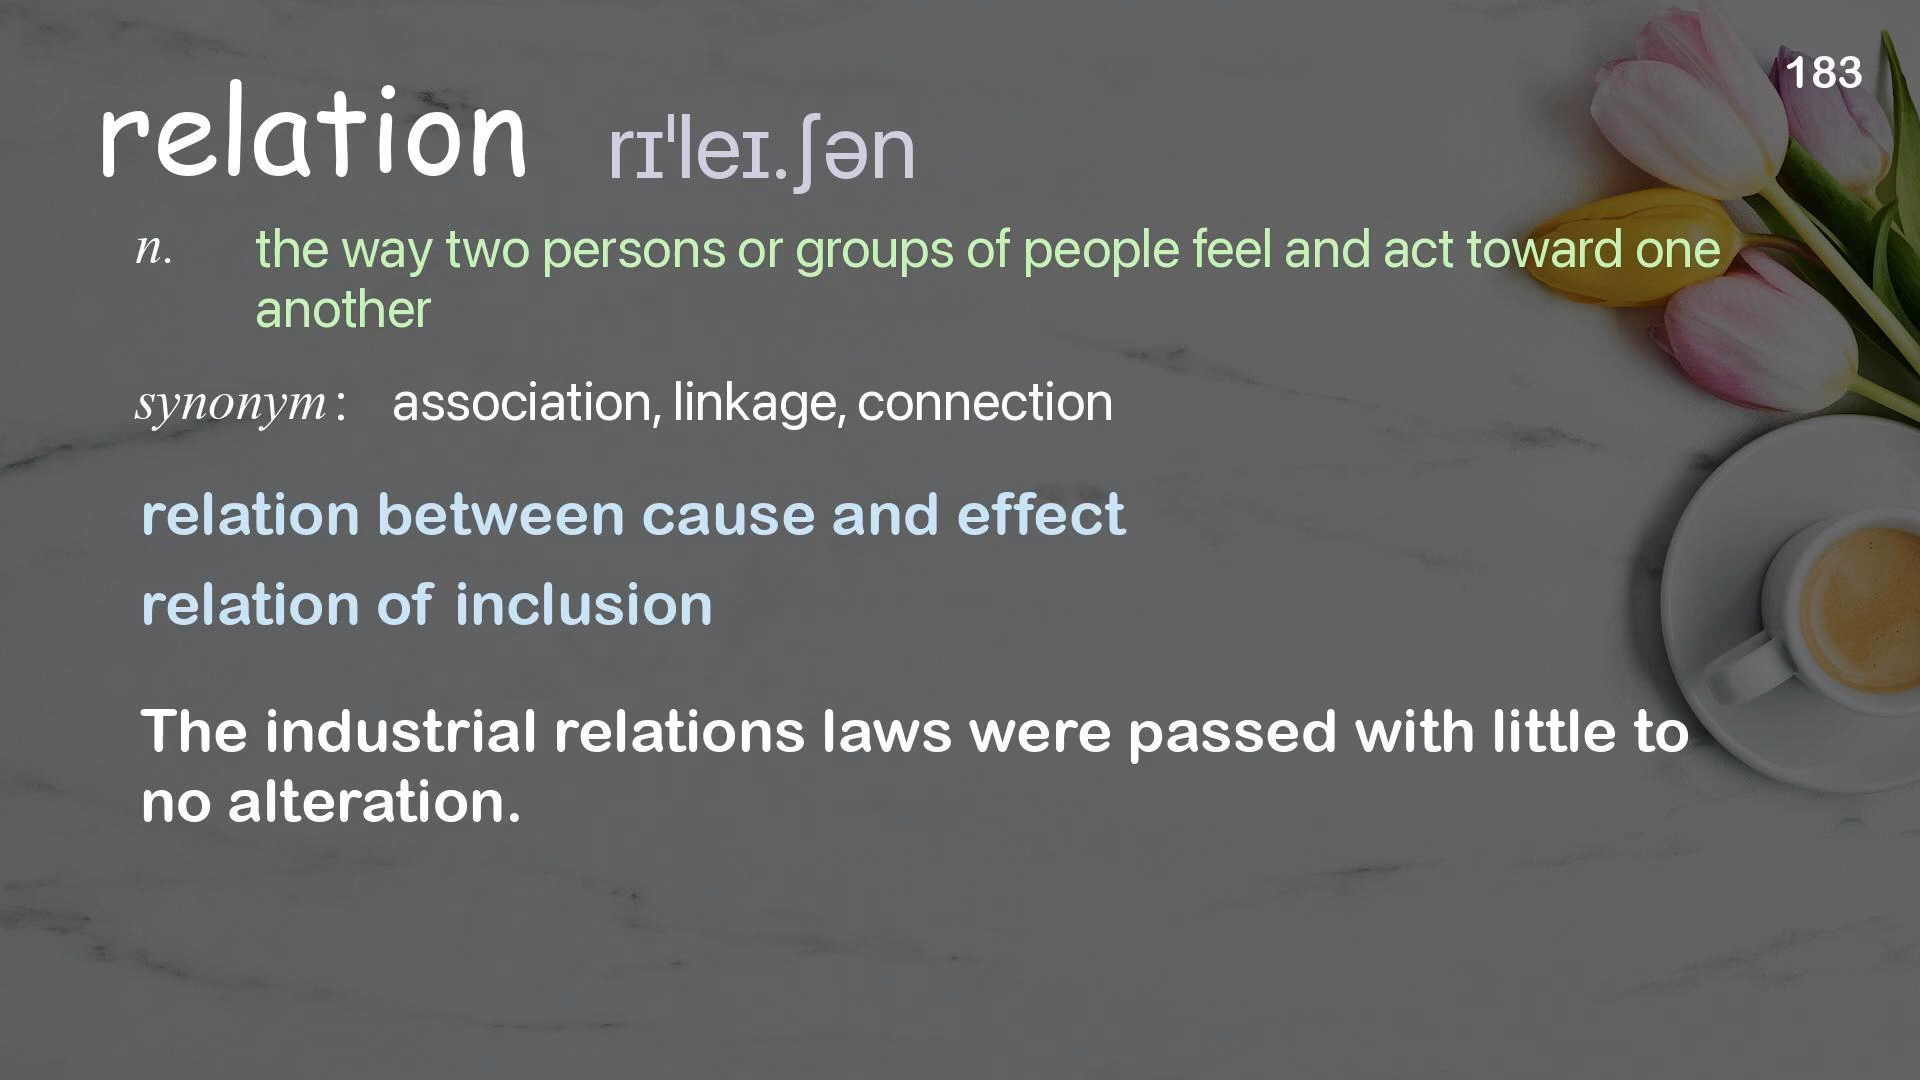 183
relation rɪˈleɪ.ʃən
n. the way two persons or groups of people feel and act toward one
another
synonym: association, linkage, connection
relation between cause and effect
relation of inclusion
The industrial relations laws were passed with little to
no alteration.